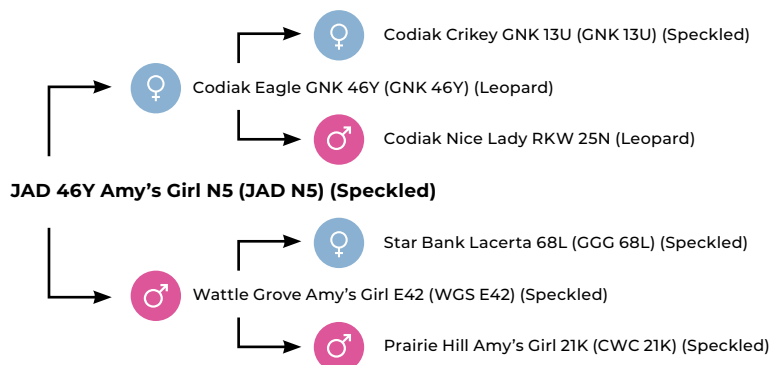 Codiak Crikey GNK 13U (GNK 13U) (Speckled)
Codiak Eagle GNK 46Y (GNK 46Y) (Leopard)
Codiak Nice Lady RKW 25N (Leopard)
JAD 46Y Amy’s Girl N5 (JAD N5) (Speckled)
Star Bank Lacerta 68L (GGG 68L) (Speckled)
Wattle Grove Amy’s Girl E42 (WGS E42) (Speckled)
Prairie Hill Amy’s Girl 21K (CWC 21K) (Speckled)